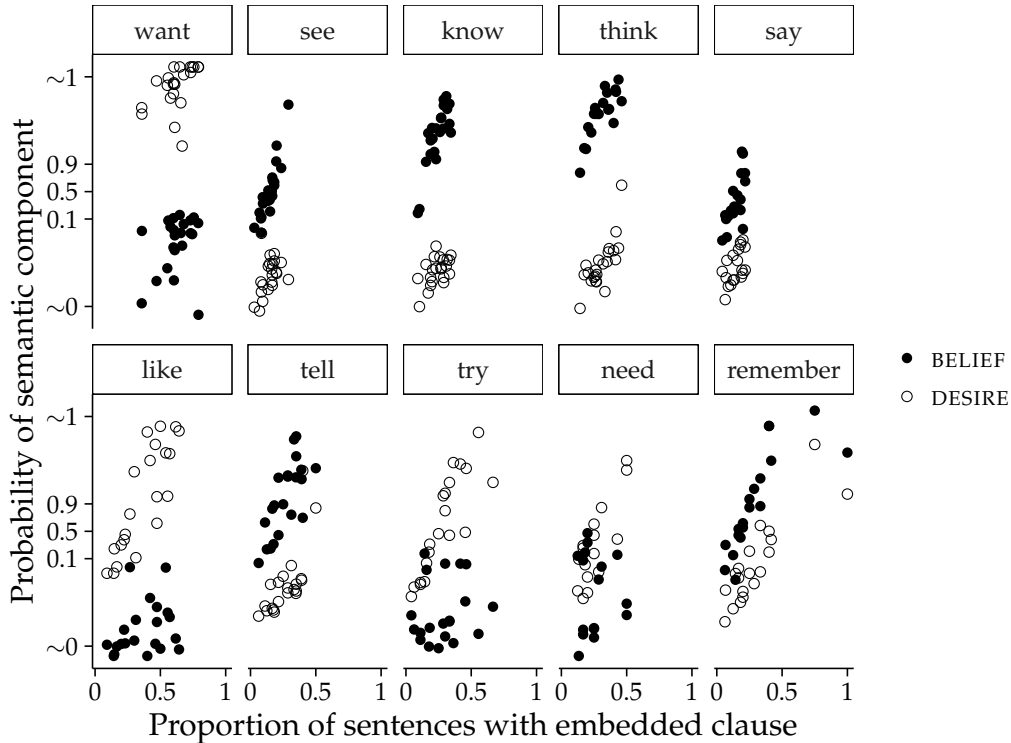 want see know think say
~1
0.9
0.5
0.1
~0
like tell try need remember
~1
0.9
0.5
0.1
~0
0 0.5 1 0 0.5 1 0 0.5 1 0 0.5 1 0 0.5 1
Proportion of sentences with embedded clause
Probability of semantic component
BELIEF
DESIRE